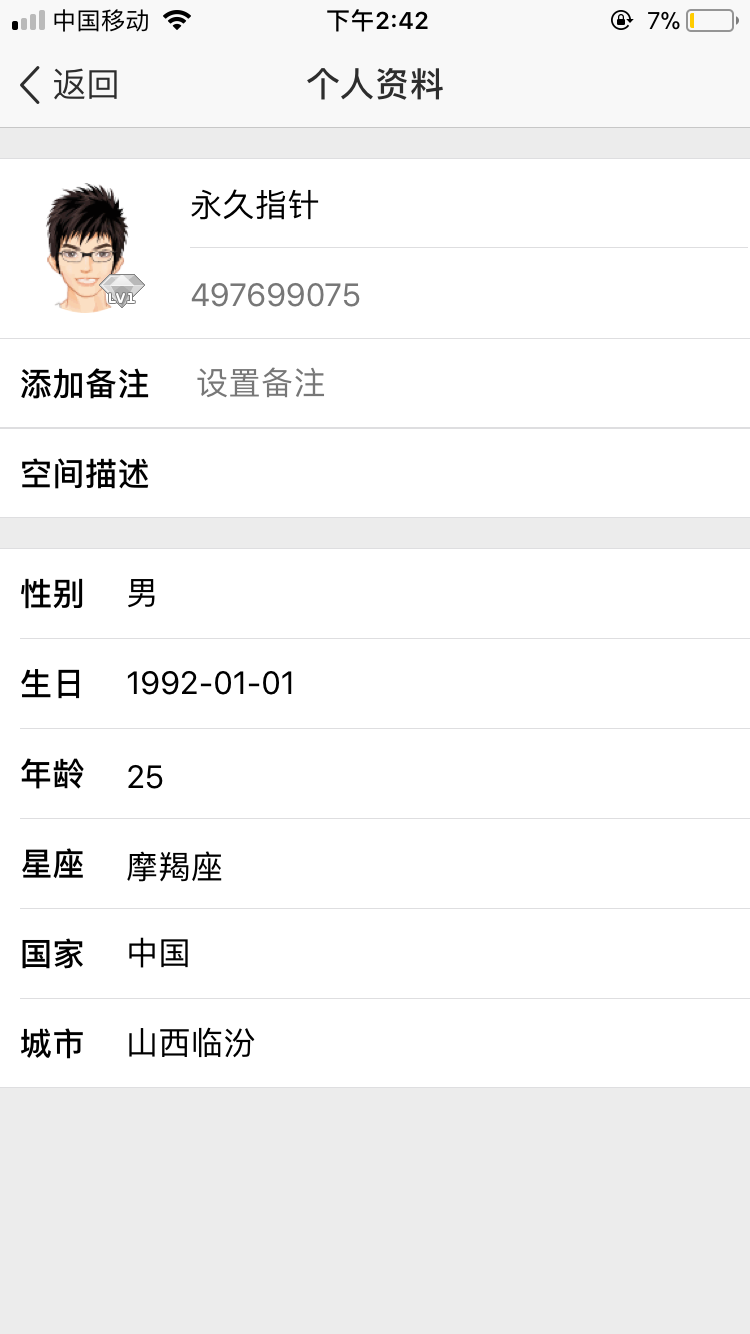 中国移动 下午2:42 7%
返回 个人资料
永久指针
LV1
497699075
添加备注 设置备注
空间描述
性别 男
生日 1992-01-01
年龄 25
星座 摩羯座
国家 中国
城市 山西临汾